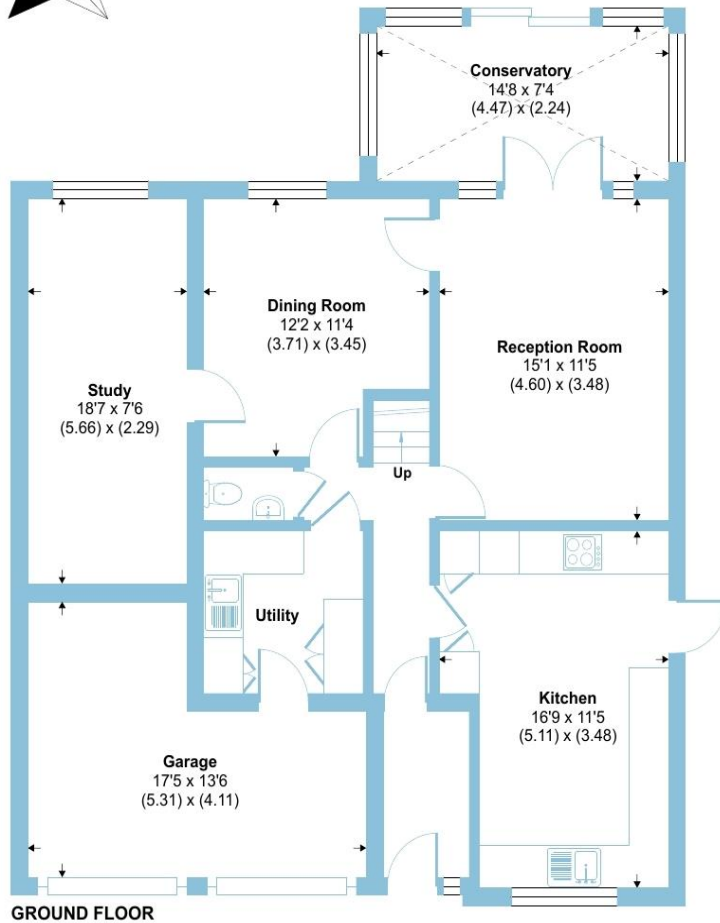 Conservatory
14'8 x 7'4
(4.47) x (2.24)
Dining Room
12'2 x 11'4
(3.71) x (3.45)
Reception Room
15'1 x 11'5
(4.60) x (3.48)
Study
18'7 x 7'6
(5.66) x (2.29)
Up
Utility
Kitchen
16'9 x 11'5
(5.11) x (3.48)
Garage
17'5 x 13'6
(5.31) x (4.11)
GROUND FLOOR